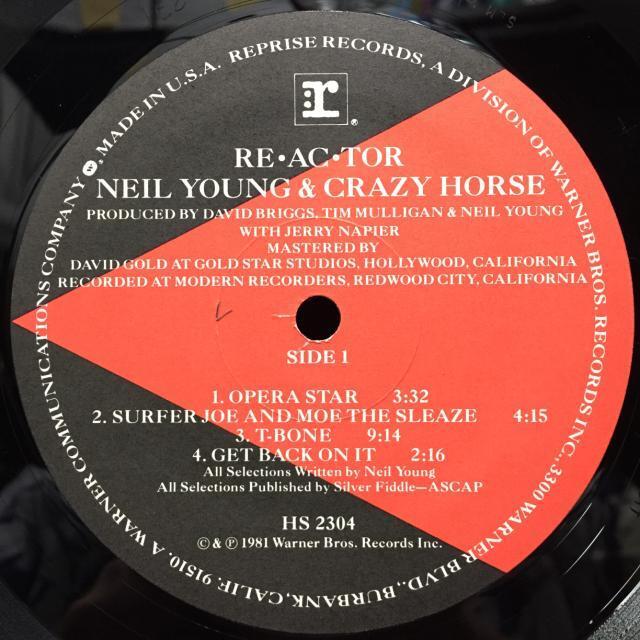 r
®
RE•AC•TOR
NEIL YOUNG & CRAZY HORSE
PRODUCED BY DAVID BRIGGS, TIM MULLIGAN & NEIL YOUNG
WITH JERRY NAPIER
MASTERED BY
DAVID GOLD AT GOLD STAR STUDIOS, HOLLYWOOD, CALIFORNIA
RECORDED AT MODERN RECORDERS, REDWOOD CITY, CALIFORNIA
SIDE 1
1. OPERA STAR 3:32
2. SURFER JOE AND MOE THE SLEAZE 4:15
3. T-BONE 9:14
4. GET BACK ON IT 2:16
All Selections Written by Neil Young
All Selections Published by Silver Fiddle—ASCAP
HS 2304
© & ℗ 1981 Warner Bros. Records Inc.
REPRISE RECORDS, A DIVISION OF WARNER BROS. RECORDS INC., 3300 WARNER BLVD., BURBANK, CALIF. 91510. A WARNER COMMUNICATIONS COMPANY. MADE IN U.S.A.